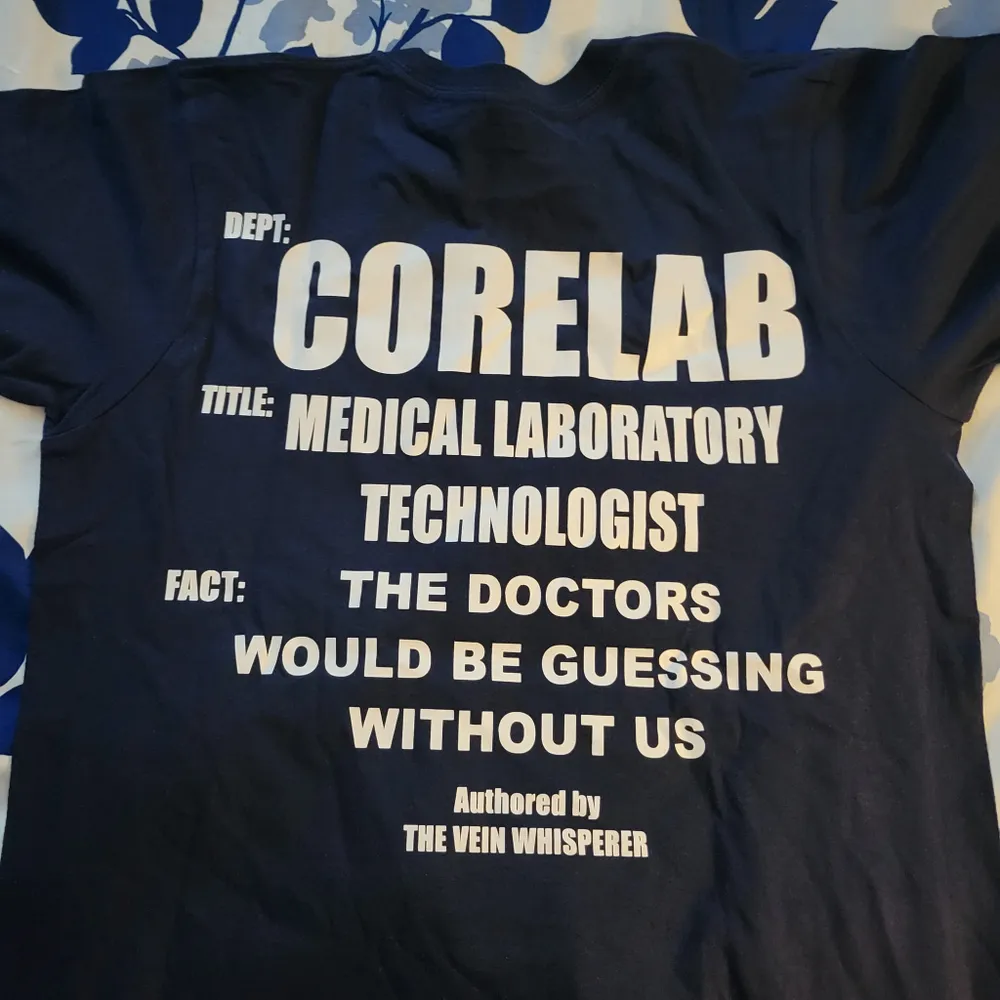 DEPT:
CORELAB
TITLE: MEDICAL LABORATORY
TECHNOLOGIST
FACT: THE DOCTORS
WOULD BE GUESSING
WITHOUT US
Authored by
THE VEIN WHISPERER